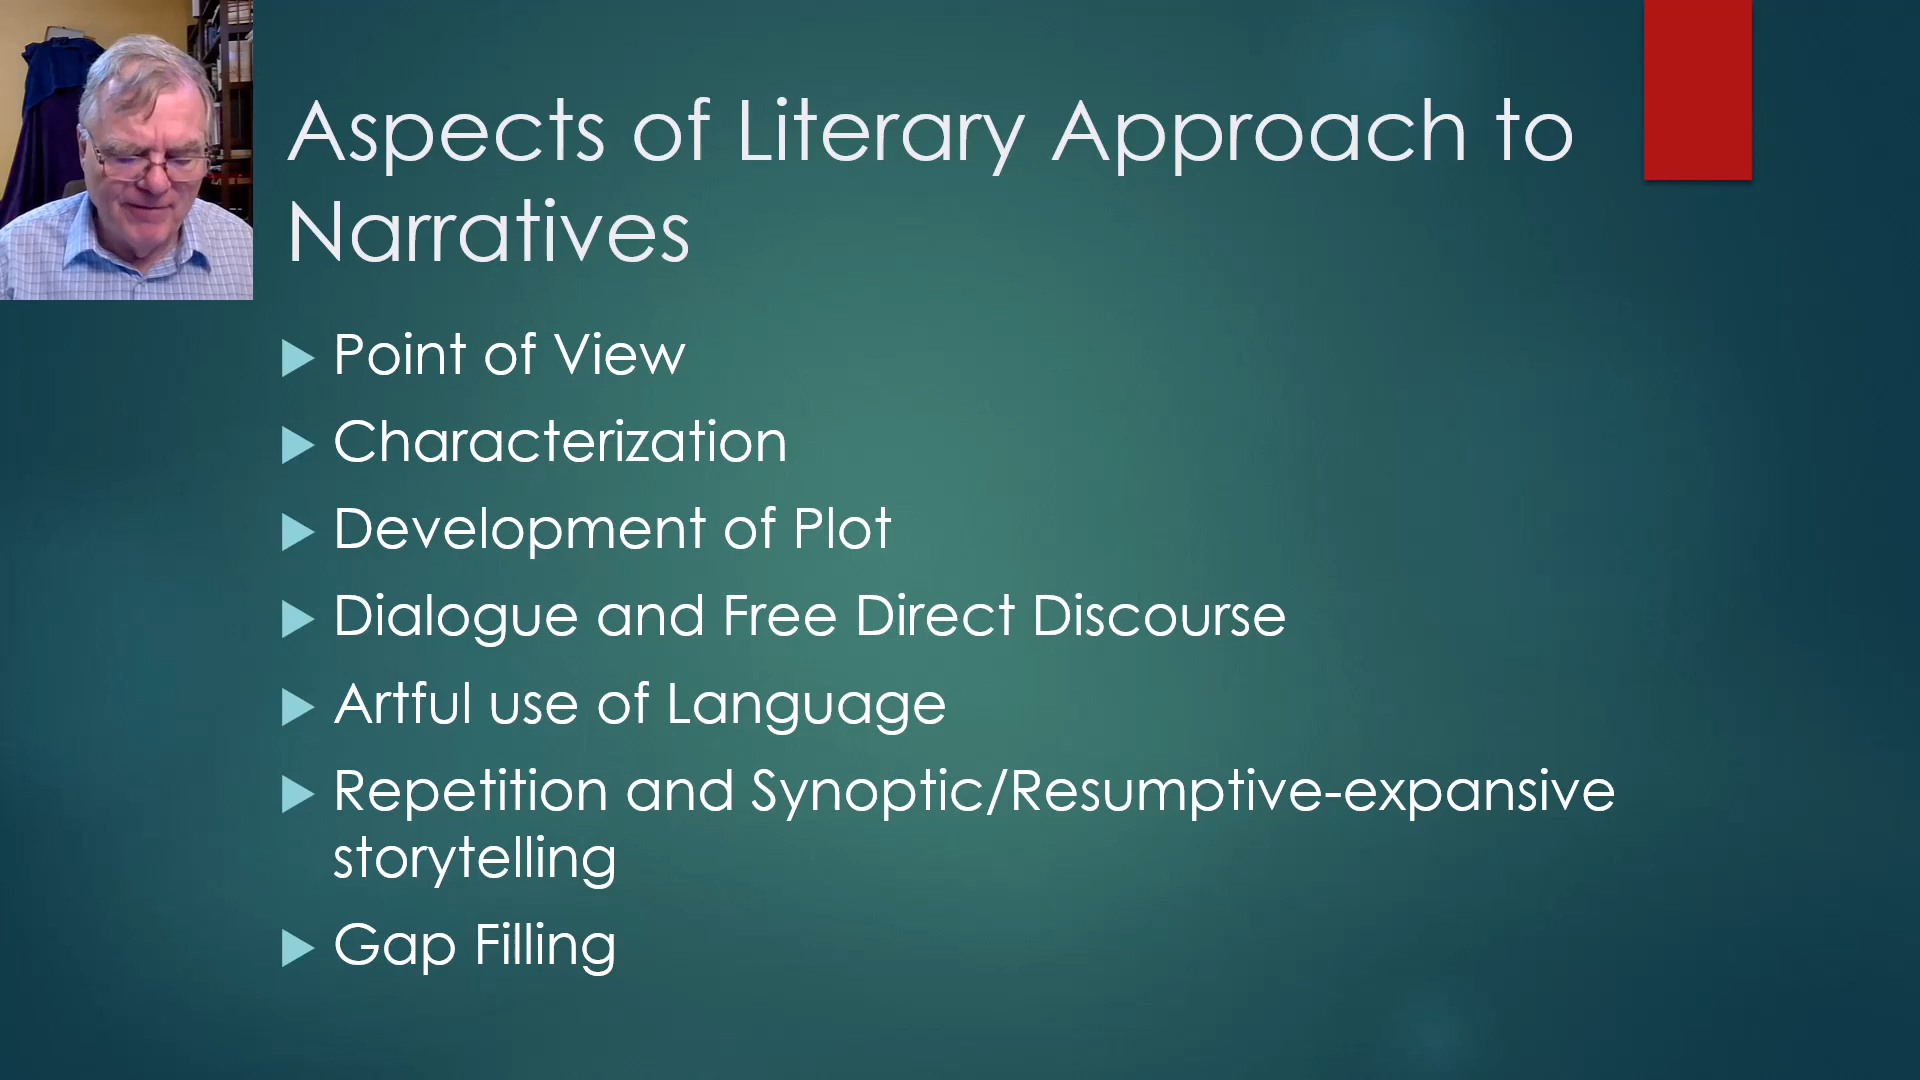 Aspects of Literary Approach to
Narratives
Point of View
Characterization
Development of Plot
Dialogue and Free Direct Discourse
Artful use of Language
Repetition and Synoptic/Resumptive-expansive
storytelling
Gap Filling